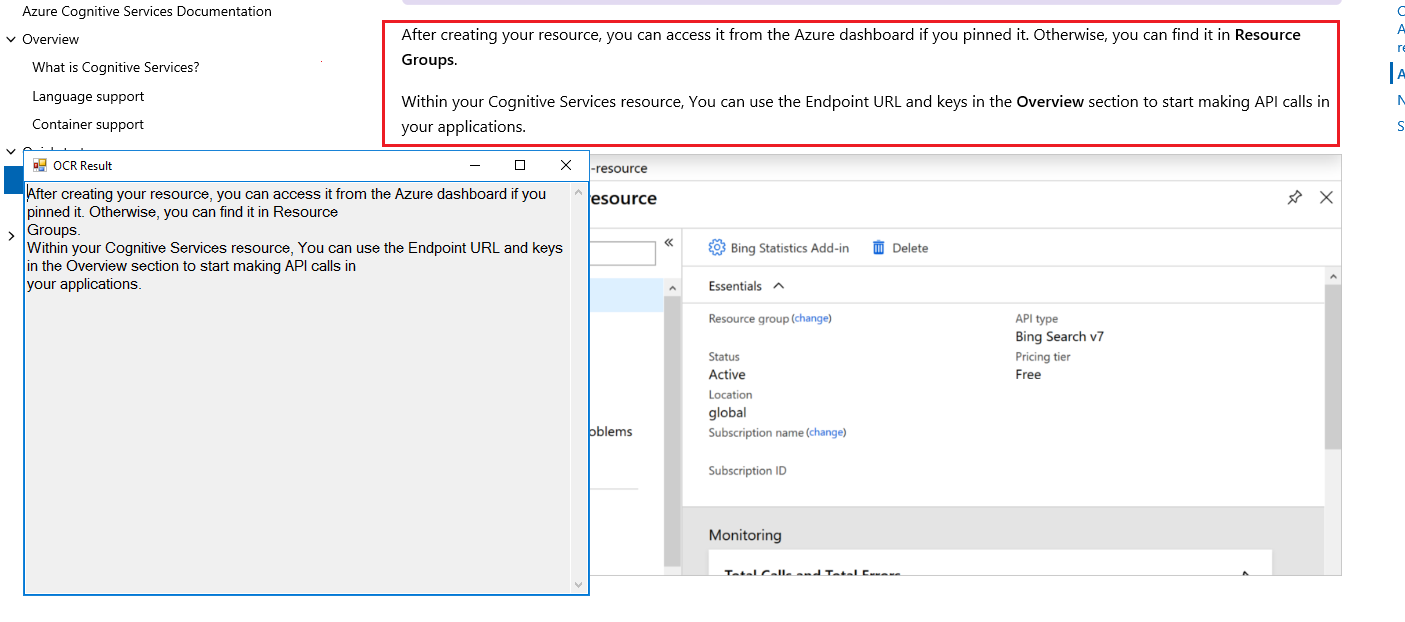 Azure Cognitive Services Documentation
Overview
What is Cognitive Services?
Language support
Container support
After creating your resource, you can access it from the Azure dashboard if you pinned it. Otherwise, you can find it in Resource
Groups.
Within your Cognitive Services resource, You can use the Endpoint URL and keys in the Overview section to start making API calls in
your applications.
OCR Result
After creating your resource, you can access it from the Azure dashboard if you
pinned it. Otherwise, you can find it in Resource
Groups.
Within your Cognitive Services resource, You can use the Endpoint URL and keys
in the Overview section to start making API calls in
your applications.
-resource
esource
Bing Statistics Add-in
Delete
Essentials
Resource group (change)
API type
Bing Search v7
Status
Pricing tier
Active
Free
Location
global
oblems
Subscription name (change)
Subscription ID
Monitoring
Total Calls and Total Errors